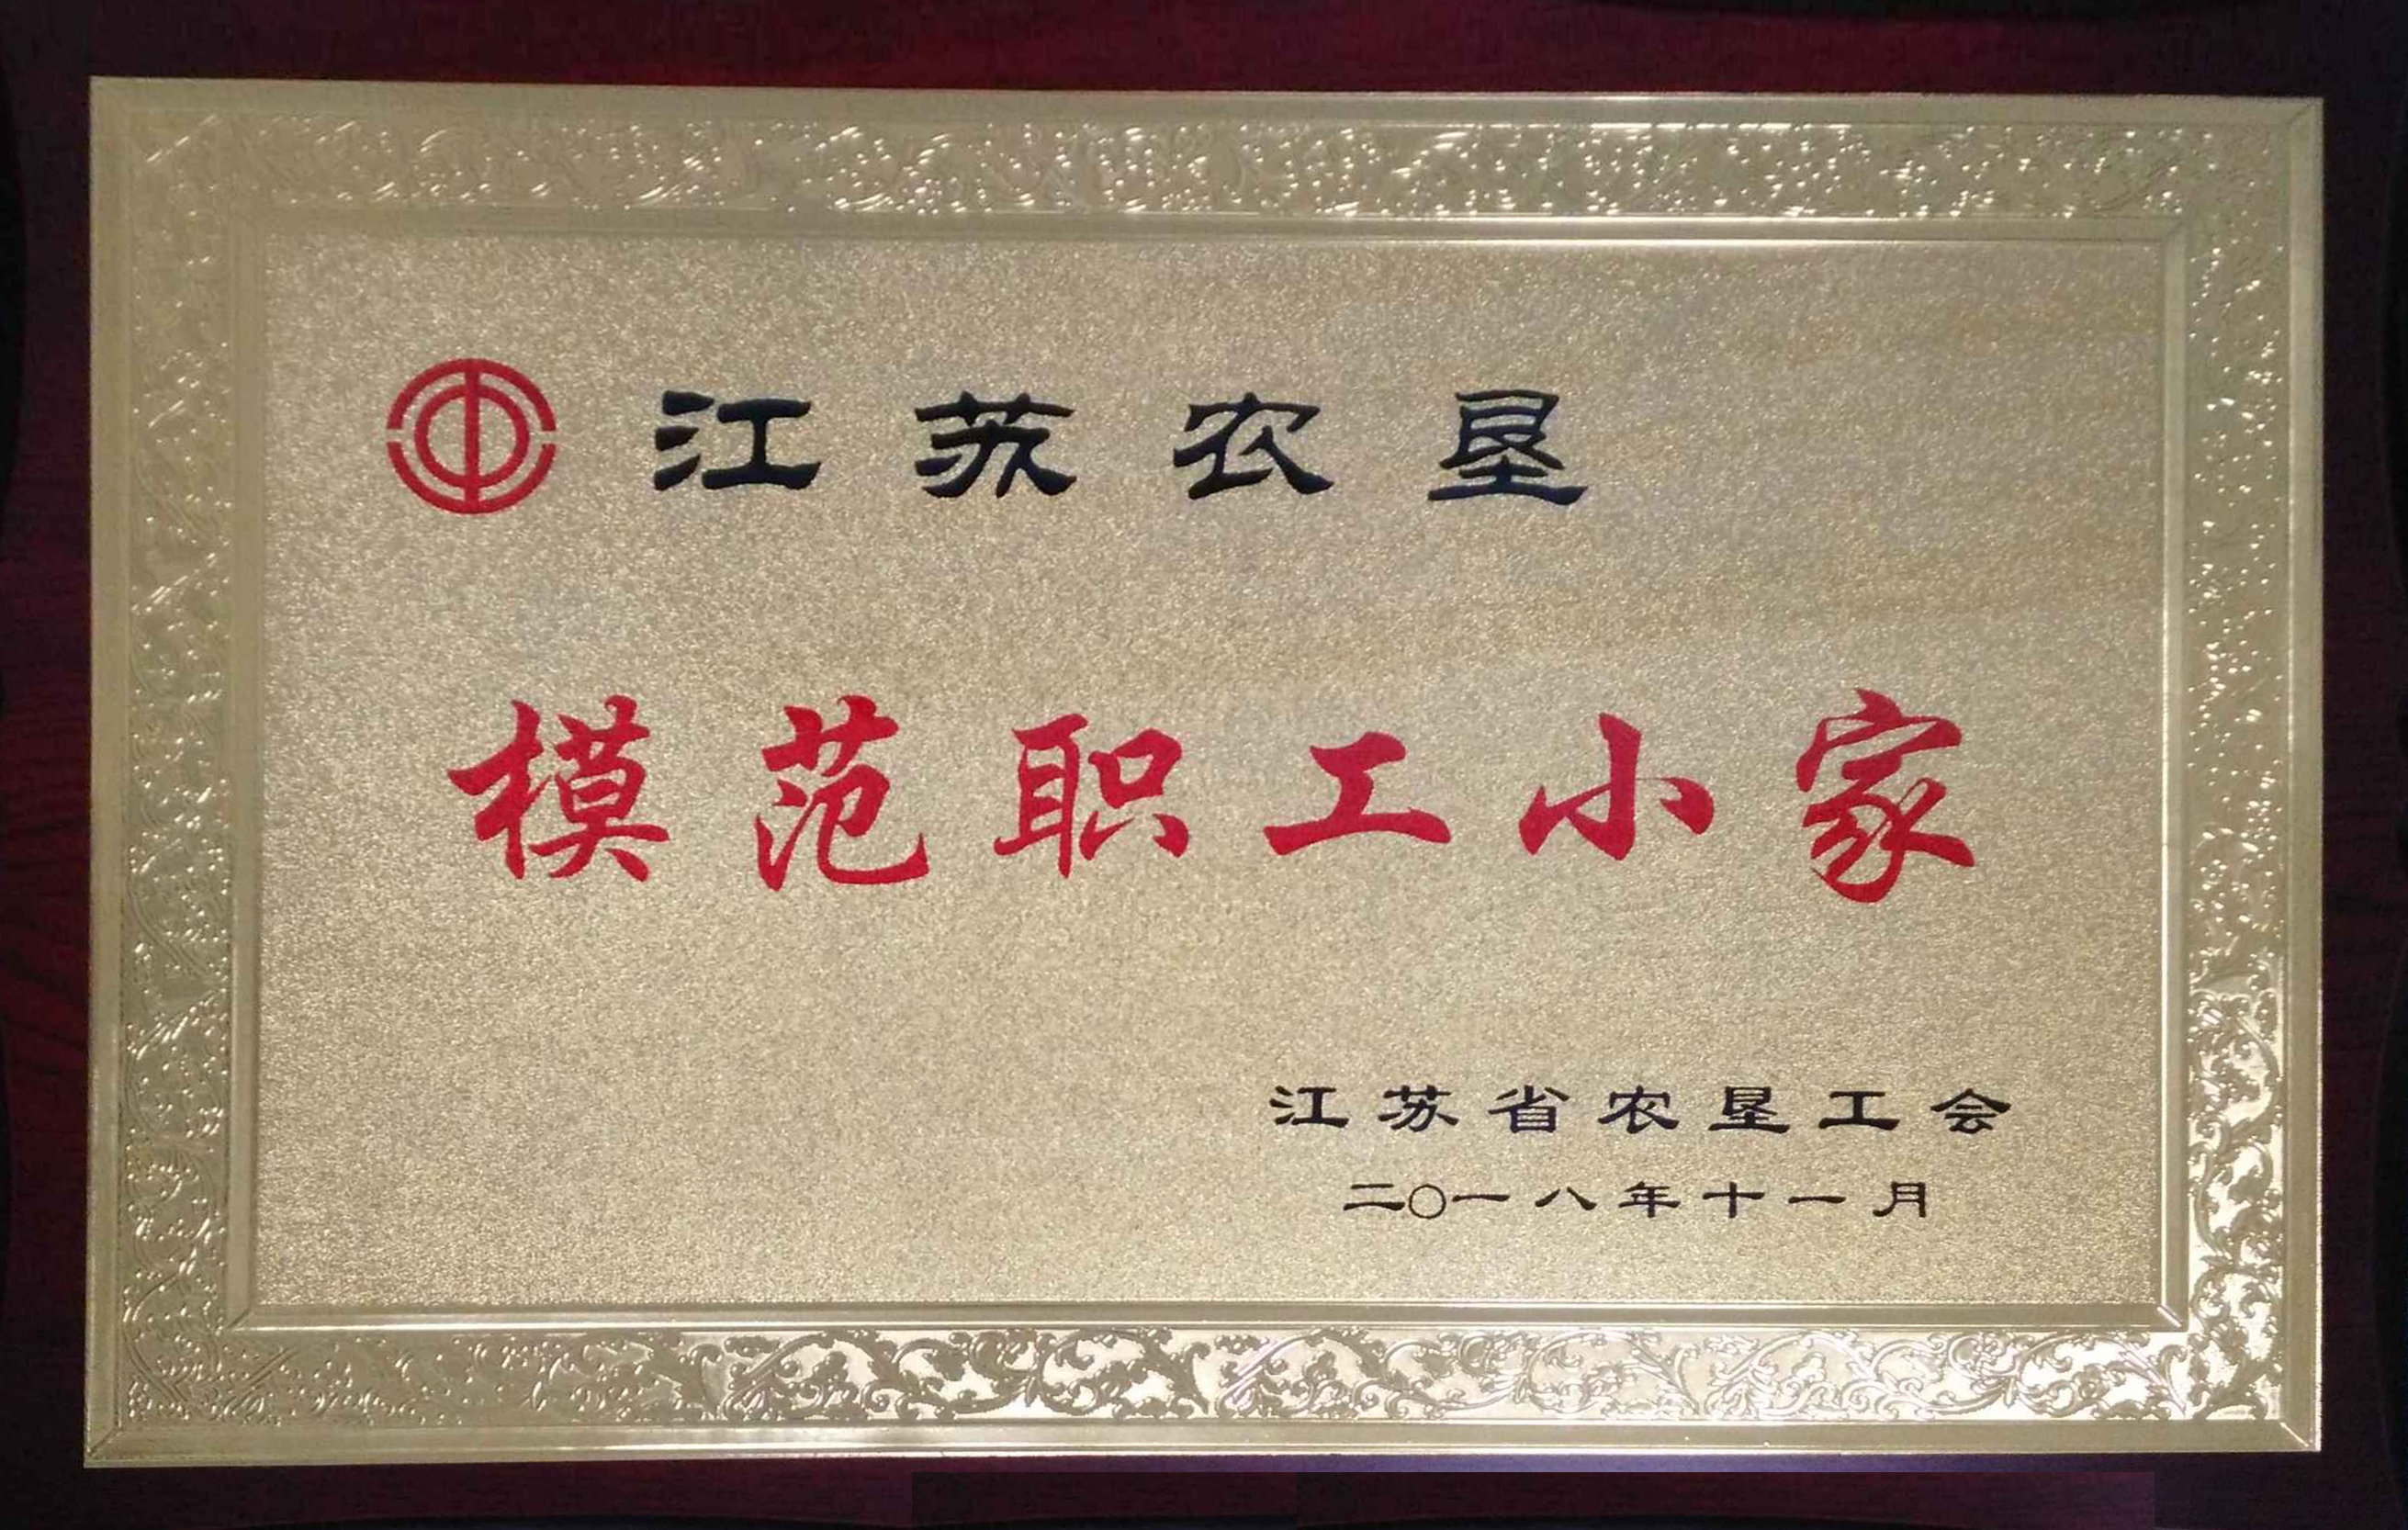 江苏农垦
模范职工小家
江苏省农垦工会
二〇一八年十一月